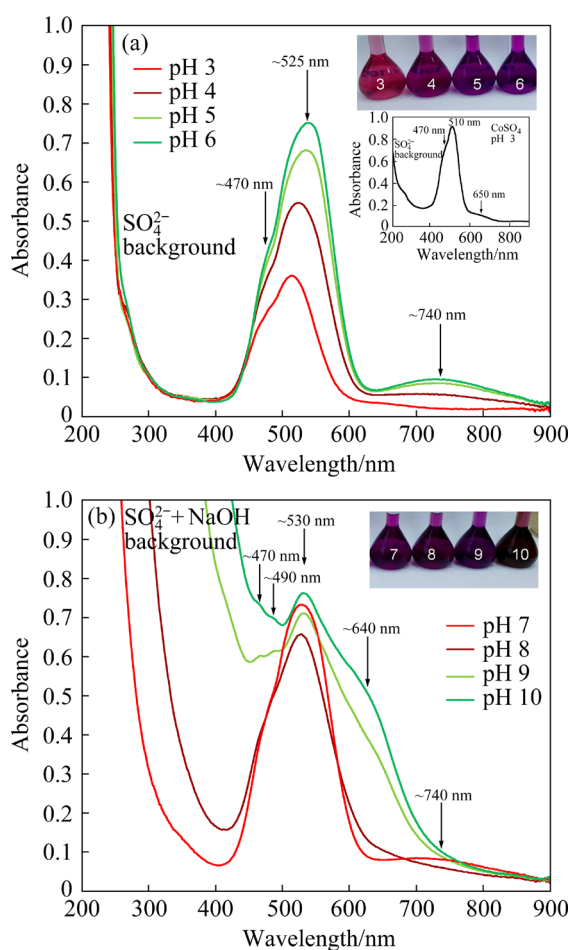 (a)
pH 3
pH 4
pH 5
pH 6
~525 nm
~470 nm
~740 nm
SO₄²⁻
background
3 4 5 6
1.0
0.8
0.6
0.4
0.2
0
470 nm
510 nm
CoSO₄
pH 3
SO₄²⁻
background
650 nm
200 400 600 800
Wavelength/nm
Absorbance
1.0
0.9
0.8
0.7
0.6
0.5
0.4
0.3
0.2
0.1
0
200 300 400 500 600 700 800 900
Wavelength/nm
Absorbance
(b) SO₄²⁻ + NaOH
background
~470 nm
~490 nm
~530 nm
~640 nm
~740 nm
7 8 9 10
pH 7
pH 8
pH 9
pH 10
1.0
0.9
0.8
0.7
0.6
0.5
0.4
0.3
0.2
0.1
0
200 300 400 500 600 700 800 900
Wavelength/nm
Absorbance